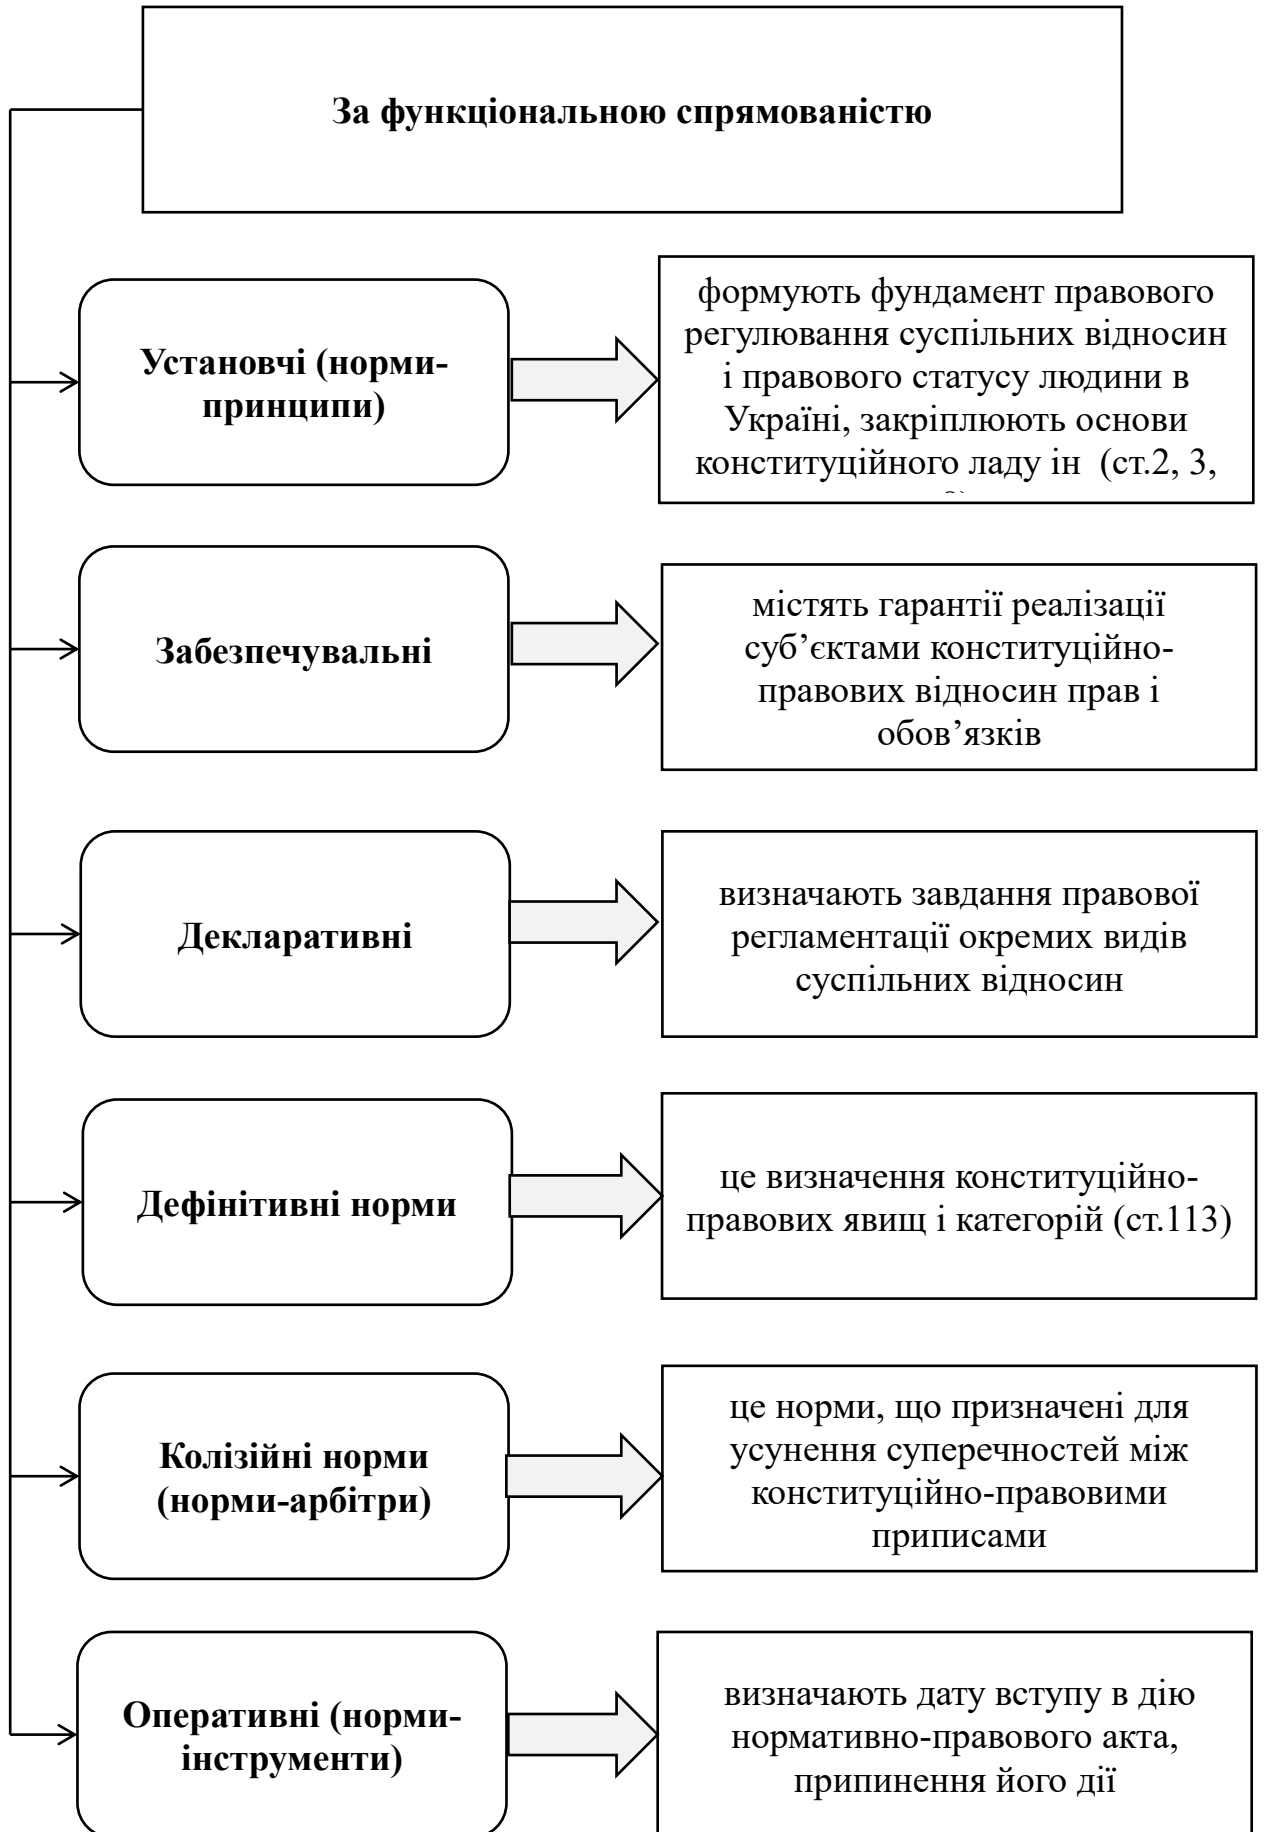 За функціональною спрямованістю
Установчі (норми-
принципи)
формують фундамент правового
регулювання суспільних відносин
і правового статусу людини в
Україні, закріплюють основи
конституційного ладу ін (ст.2, 3,
Забезпечувальні
містять гарантії реалізації
суб’єктами конституційно-
правових відносин прав і
обов’язків
Декларативні
визначають завдання правової
регламентації окремих видів
суспільних відносин
Дефінітивні норми
це визначення конституційно-
правових явищ і категорій (ст.113)
Колізійні норми
(норми-арбітри)
це норми, що призначені для
усунення суперечностей між
конституційно-правовими
приписами
Оперативні (норми-
інструменти)
визначають дату вступу в дію
нормативно-правового акта,
припинення його дії